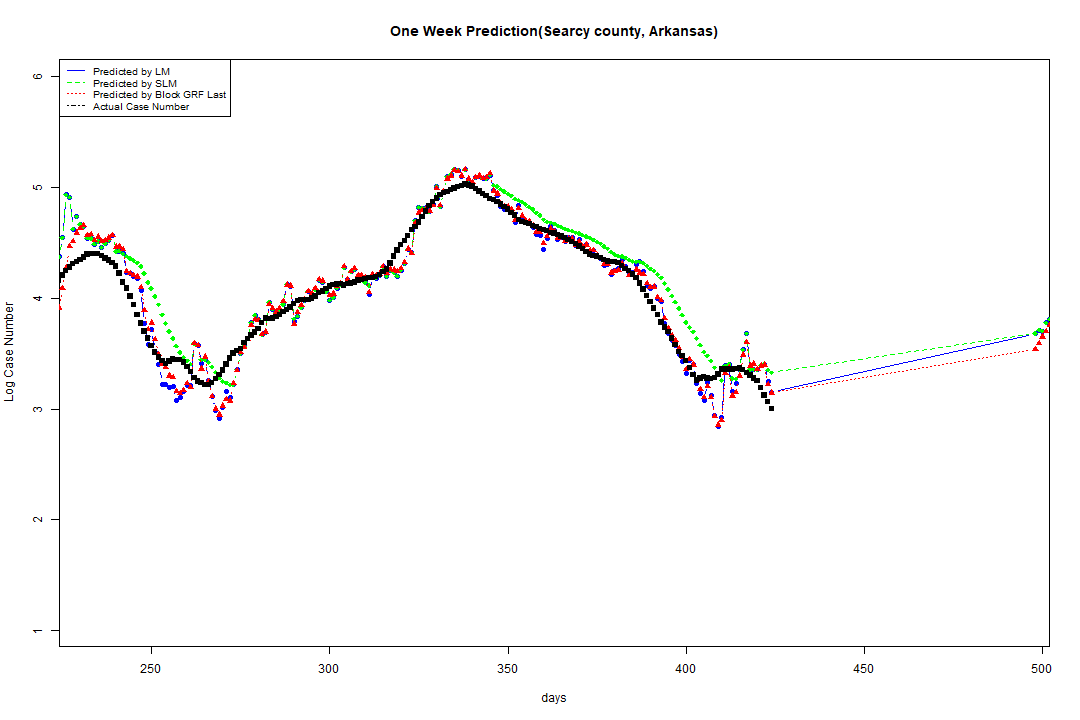 One Week Prediction(Searcy county, Arkansas)
Predicted by LM
Predicted by SLM
Predicted by Block GRF Last
Actual Case Number
Log Case Number
6
5
4
3
2
1
250
300
350
400
450
500
days